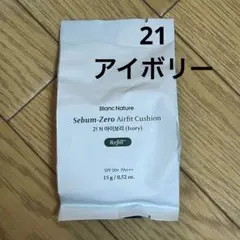 21
アイボリー
Blanc Nature
Sebum-Zero Airfit Cushion
21 N 아이보리 (Ivory)
Refill
SPF 50+ PA+++
15 g / 0.52 oz.